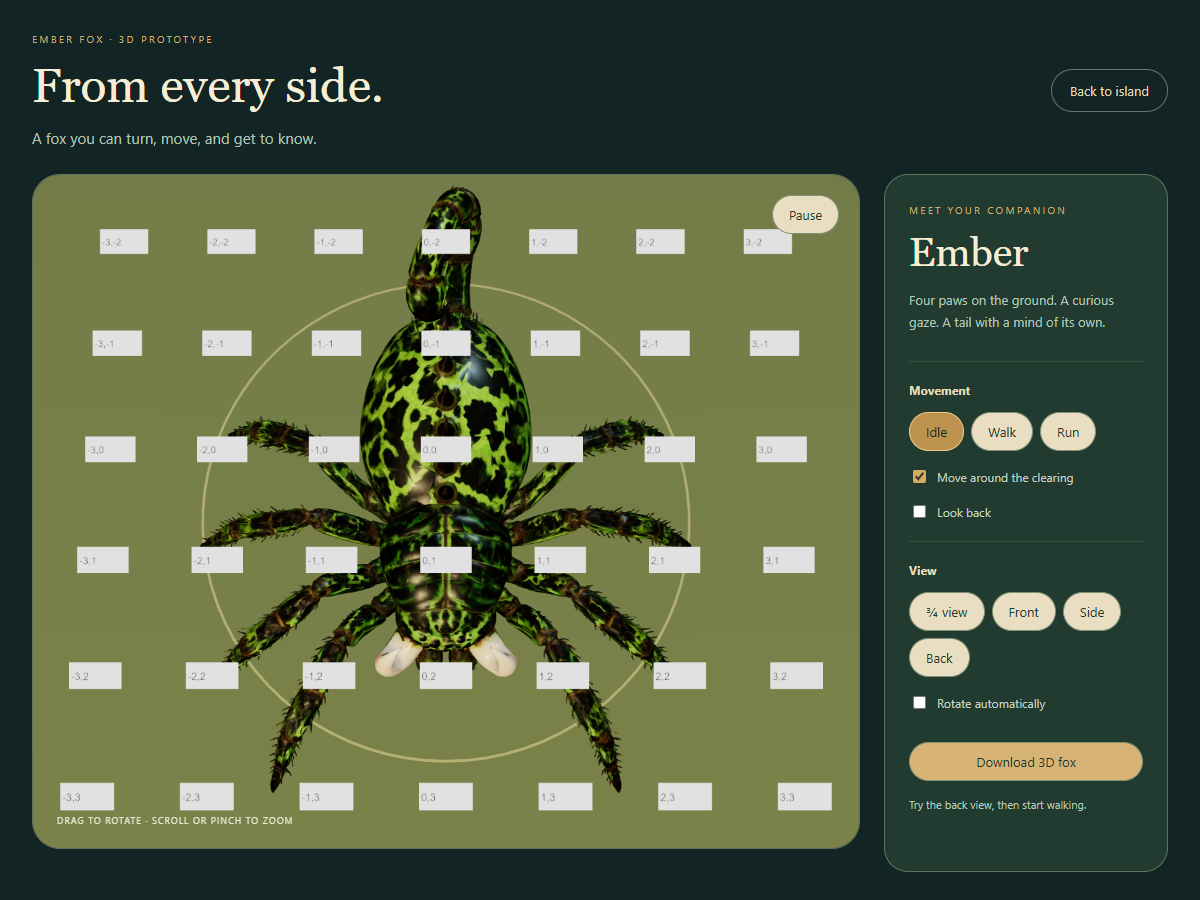 EMBER FOX · 3D PROTOTYPE
From every side.
A fox you can turn, move, and get to know.
Back to island
Pause
-3,-2 -2,-2 -1,-2 0,-2 1,-2 2,-2 3,-2
-3,-1 -2,-1 -1,-1 0,-1 1,-1 2,-1 3,-1
-3,0 -2,0 -1,0 0,0 1,0 2,0 3,0
-3,1 -2,1 -1,1 0,1 1,1 2,1 3,1
-3,2 -2,2 -1,2 0,2 1,2 2,2 3,2
-3,3 -2,3 -1,3 0,3 1,3 2,3 3,3
DRAG TO ROTATE · SCROLL OR PINCH TO ZOOM
MEET YOUR COMPANION
Ember
Four paws on the ground. A curious
gaze. A tail with a mind of its own.
Movement
Idle Walk Run
Move around the clearing
Look back
View
¾ view Front Side
Back
Rotate automatically
Download 3D fox
Try the back view, then start walking.